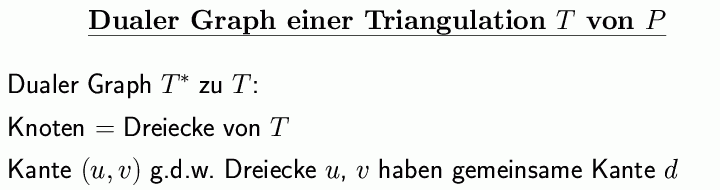 Dualer Graph einer Triangulation T von P
Dualer Graph T* zu T:
Knoten = Dreiecke von T
Kante (u, v) g.d.w. Dreiecke u, v haben gemeinsame Kante d